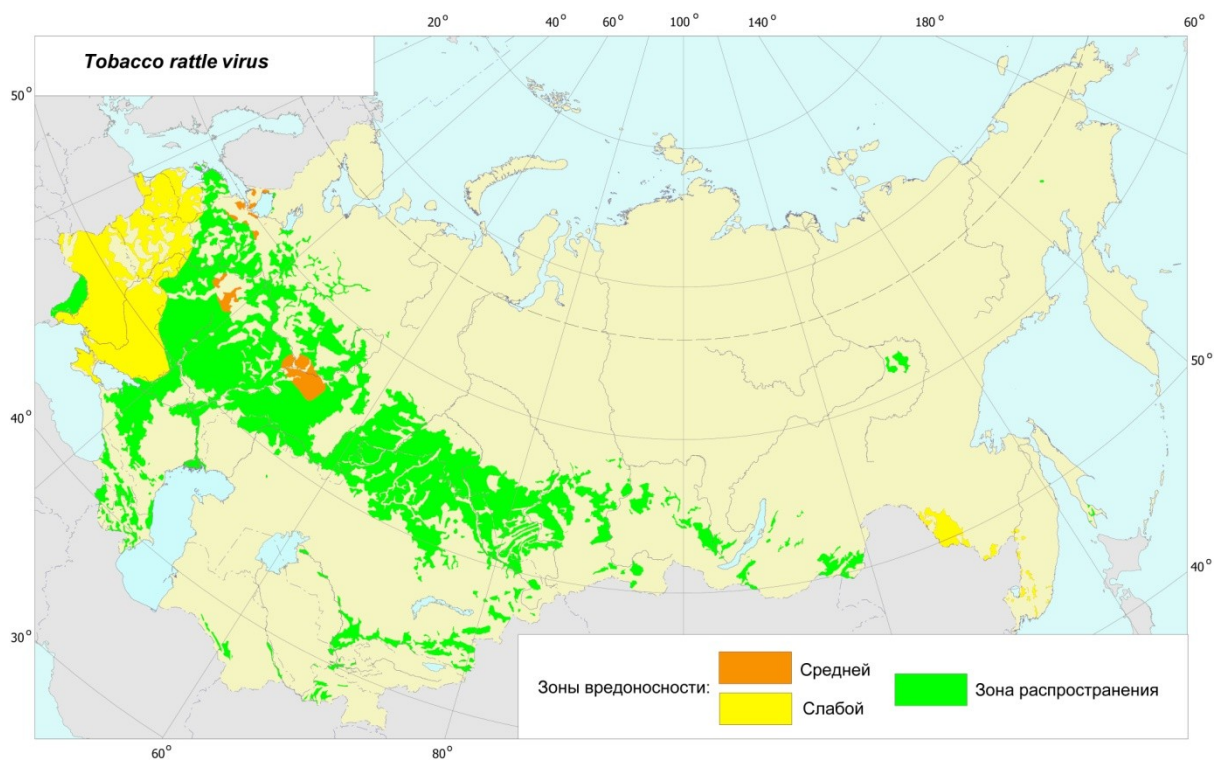 20° 40° 60° 100° 140° 180° 60°
Tobacco rattle virus
50°
50°
40°
40°
30°
Зоны вредоносности:
Средней
Слабой
Зона распространения
60° 80°